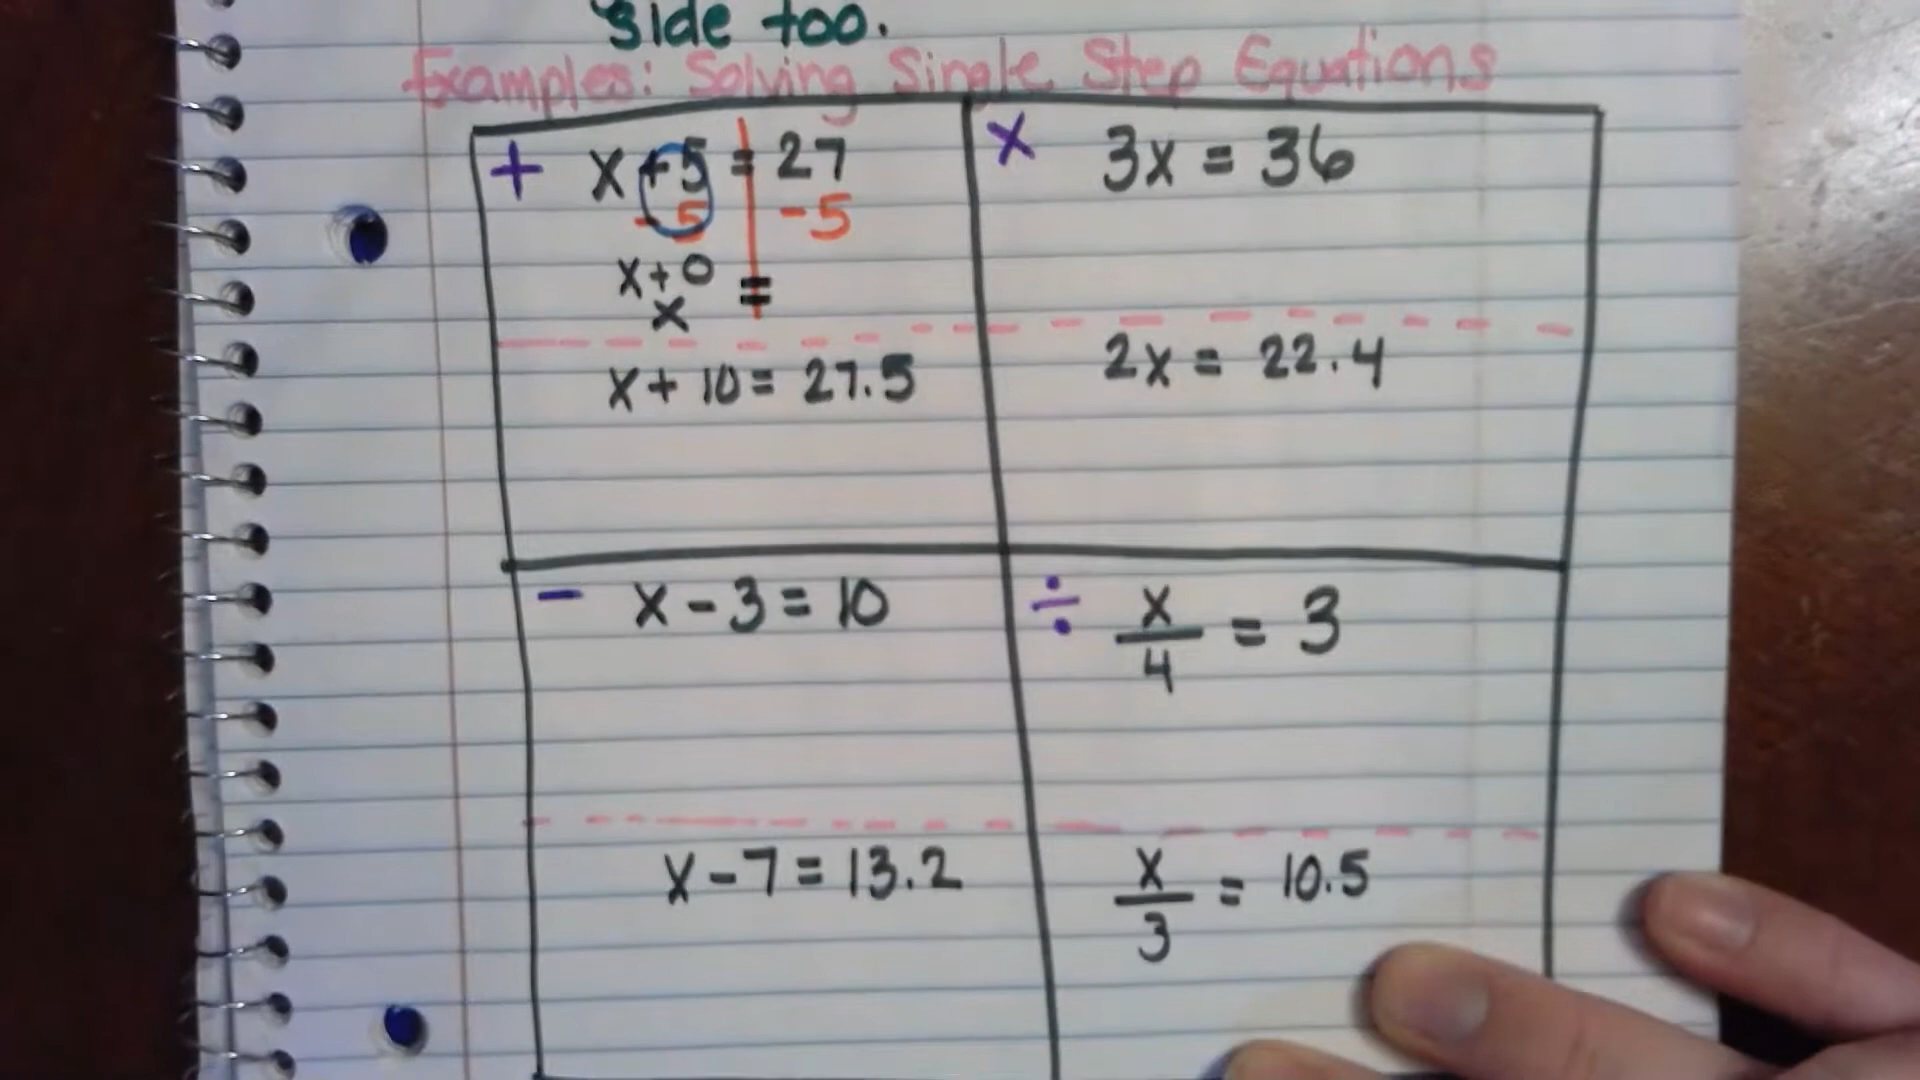 side too.
Examples: Solving Single Step Equations
+ x + 5 = 27
- 5 - 5
x + 0
x =
x + 10 = 27.5
x 3x = 36
2x = 22.4
- x - 3 = 10
x - 7 = 13.2
÷ x/4 = 3
x/3 = 10.5